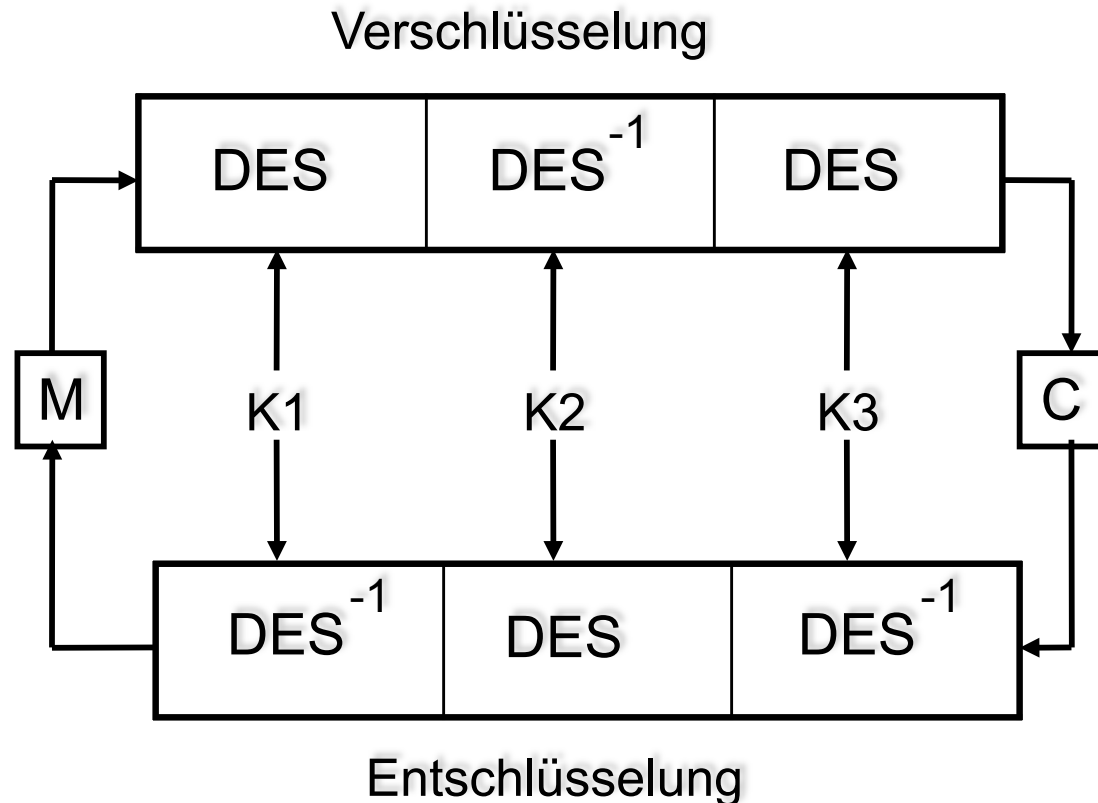 Verschlüsselung
DES DES⁻¹ DES
M K1 K2 K3 C
DES⁻¹ DES DES⁻¹
Entschlüsselung